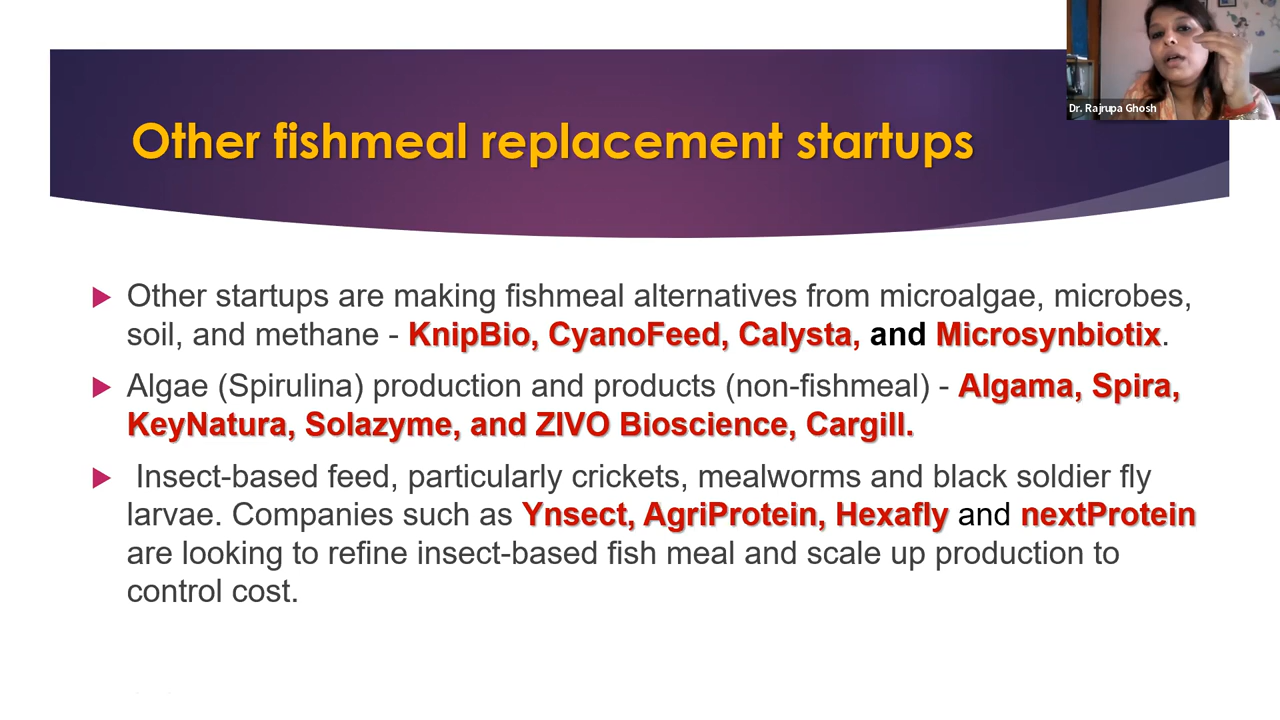 Dr. Rajrupa Ghosh
Other fishmeal replacement startups
Other startups are making fishmeal alternatives from microalgae, microbes,
soil, and methane - KnipBio, CyanoFeed, Calysta, and Microsynbiotix.
Algae (Spirulina) production and products (non-fishmeal) - Algama, Spira,
KeyNatura, Solazyme, and ZIVO Bioscience, Cargill.
Insect-based feed, particularly crickets, mealworms and black soldier fly
larvae. Companies such as Ynsect, AgriProtein, Hexafly and nextProtein
are looking to refine insect-based fish meal and scale up production to
control cost.